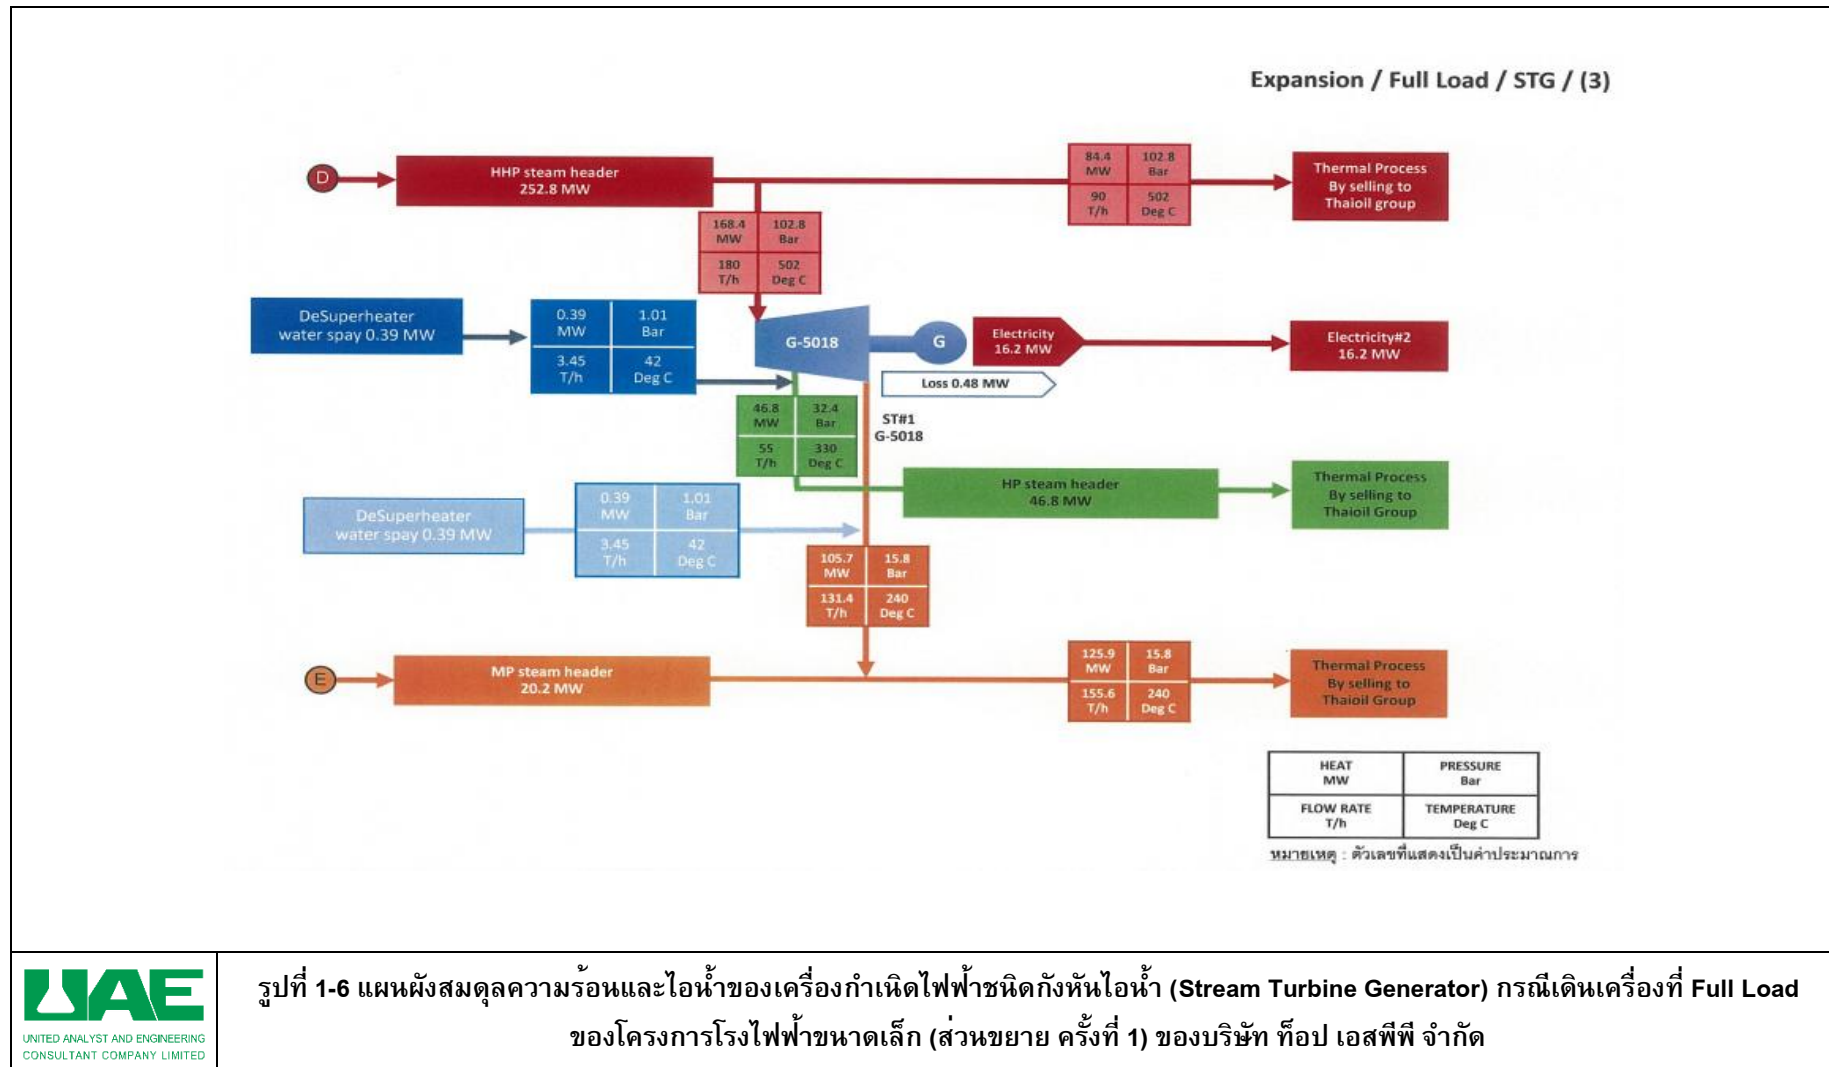 Expansion / Full Load / STG / (3)
D
HHP steam header
252.8 MW
84.4
MW
102.8
Bar
90
T/h
502
Deg C
Thermal Process
By selling to
Thaioil group
168.4
MW
102.8
Bar
180
T/h
502
Deg C
DeSuperheater
water spay 0.39 MW
0.39
MW
1.01
Bar
3.45
T/h
42
Deg C
G-5018
G
Electricity
16.2 MW
Electricity#2
16.2 MW
Loss 0.48 MW
ST#1
G-5018
46.8
MW
32.4
Bar
55
T/h
330
Deg C
HP steam header
46.8 MW
Thermal Process
By selling to
Thaioil Group
DeSuperheater
water spay 0.39 MW
0.39
MW
1.01
Bar
3.45
T/h
42
Deg C
105.7
MW
15.8
Bar
131.4
T/h
240
Deg C
E
MP steam header
20.2 MW
125.9
MW
15.8
Bar
155.6
T/h
240
Deg C
Thermal Process
By selling to
Thaioil Group
HEAT
MW
PRESSURE
Bar
FLOW RATE
T/h
TEMPERATURE
Deg C
หมายเหตุ : ตัวเลขที่แสดงเป็นค่าประมาณการ
UAE
UNITED ANALYST AND ENGINEERING
CONSULTANT COMPANY LIMITED
รูปที่ 1-6 แผนผังสมดุลความร้อนและไอน้ำของเครื่องกำเนิดไฟฟ้าชนิดกังหันไอน้ำ (Stream Turbine Generator) กรณีเดินเครื่องที่ Full Load
ของโครงการโรงไฟฟ้าขนาดเล็ก (ส่วนขยาย ครั้งที่ 1) ของบริษัท ท็อป เอสพีพี จำกัด